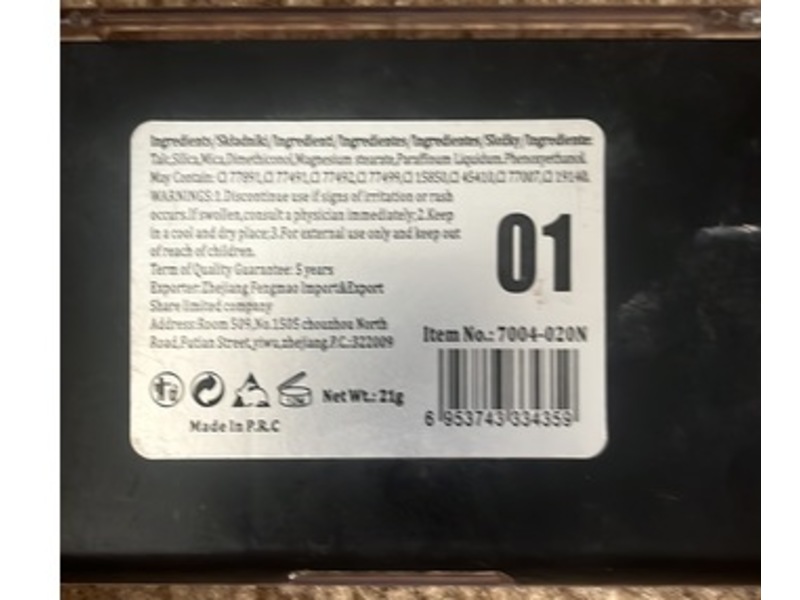 Ingredients/Składniki/Ingredienti/Ingredientes/Ingredientes/Složky/Ingrediente:
Talc,Silica,Mica,Dimethiconol,Magnesium stearate,Paraffinum Liquidum,Phenoxyethanol.
May Contain: CI 77891,CI 77491,CI 77492,CI 77499,CI 15850,CI 45410,CI 77007,CI 19140.
WARNINGS:1.Discontinue use if signs of irritation or rash
occurs.If swollen,consult a physician immediately;2.Keep
in a cool and dry place;3.For external use only and keep out
of reach of children.
Term of Quality Guarantee: 5 years
Exporter:Zhejiang Fengmao Import&Export
Share limited company
Address:Room 509,No.1505 chouzhou North
Road,Futian Street,yiwu,zhejiang.P.C.:322009
01
Item No.: 7004-020N
Net Wt.: 21g
6 953743 334359
Made In P.R.C